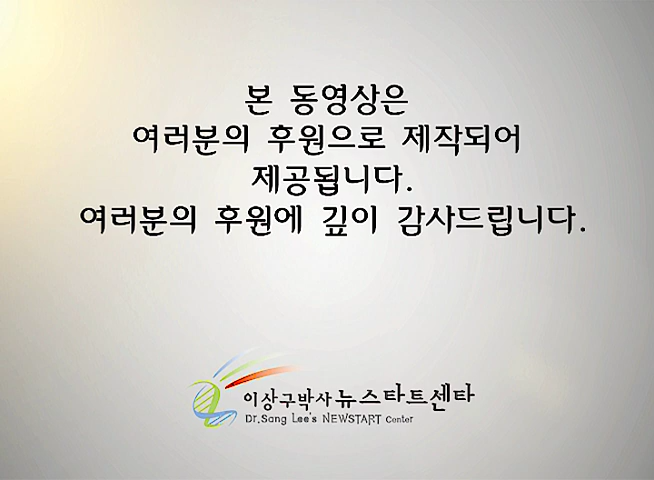 본 동영상은
여러분의 후원으로 제작되어
제공됩니다.
여러분의 후원에 깊이 감사드립니다.
이상구박사 뉴스타트센타
Dr.Sang Lee's NEWSTART Center